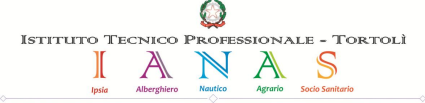 ISTITUTO TECNICO PROFESSIONALE - TORTOLÌ
I A N A S
Ipsia Alberghiero Nautico Agrario Socio Sanitario